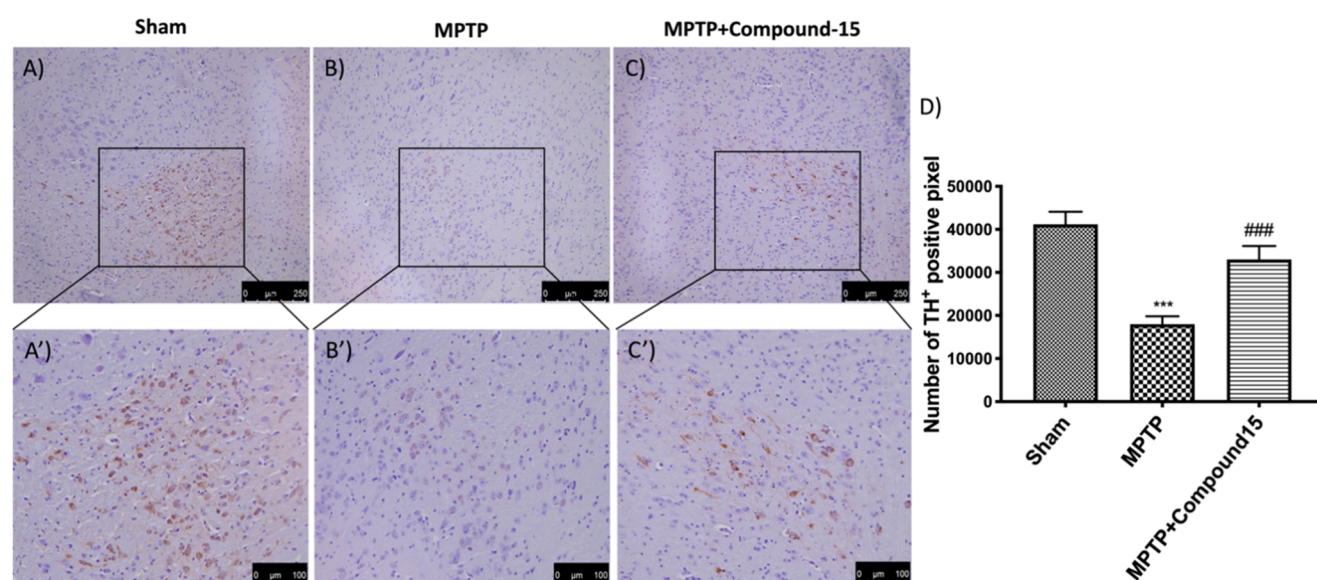 Sham MPTP MPTP+Compound-15
A) B) C)
0 µm 250 0 µm 250 0 µm 250
A’) B’) C’)
0 µm 100 0 µm 100 0 µm 100
D)
Number of TH+ positive pixel
50000
40000
30000
20000
10000
0
***
###
Sham
MPTP
MPTP+Compound15